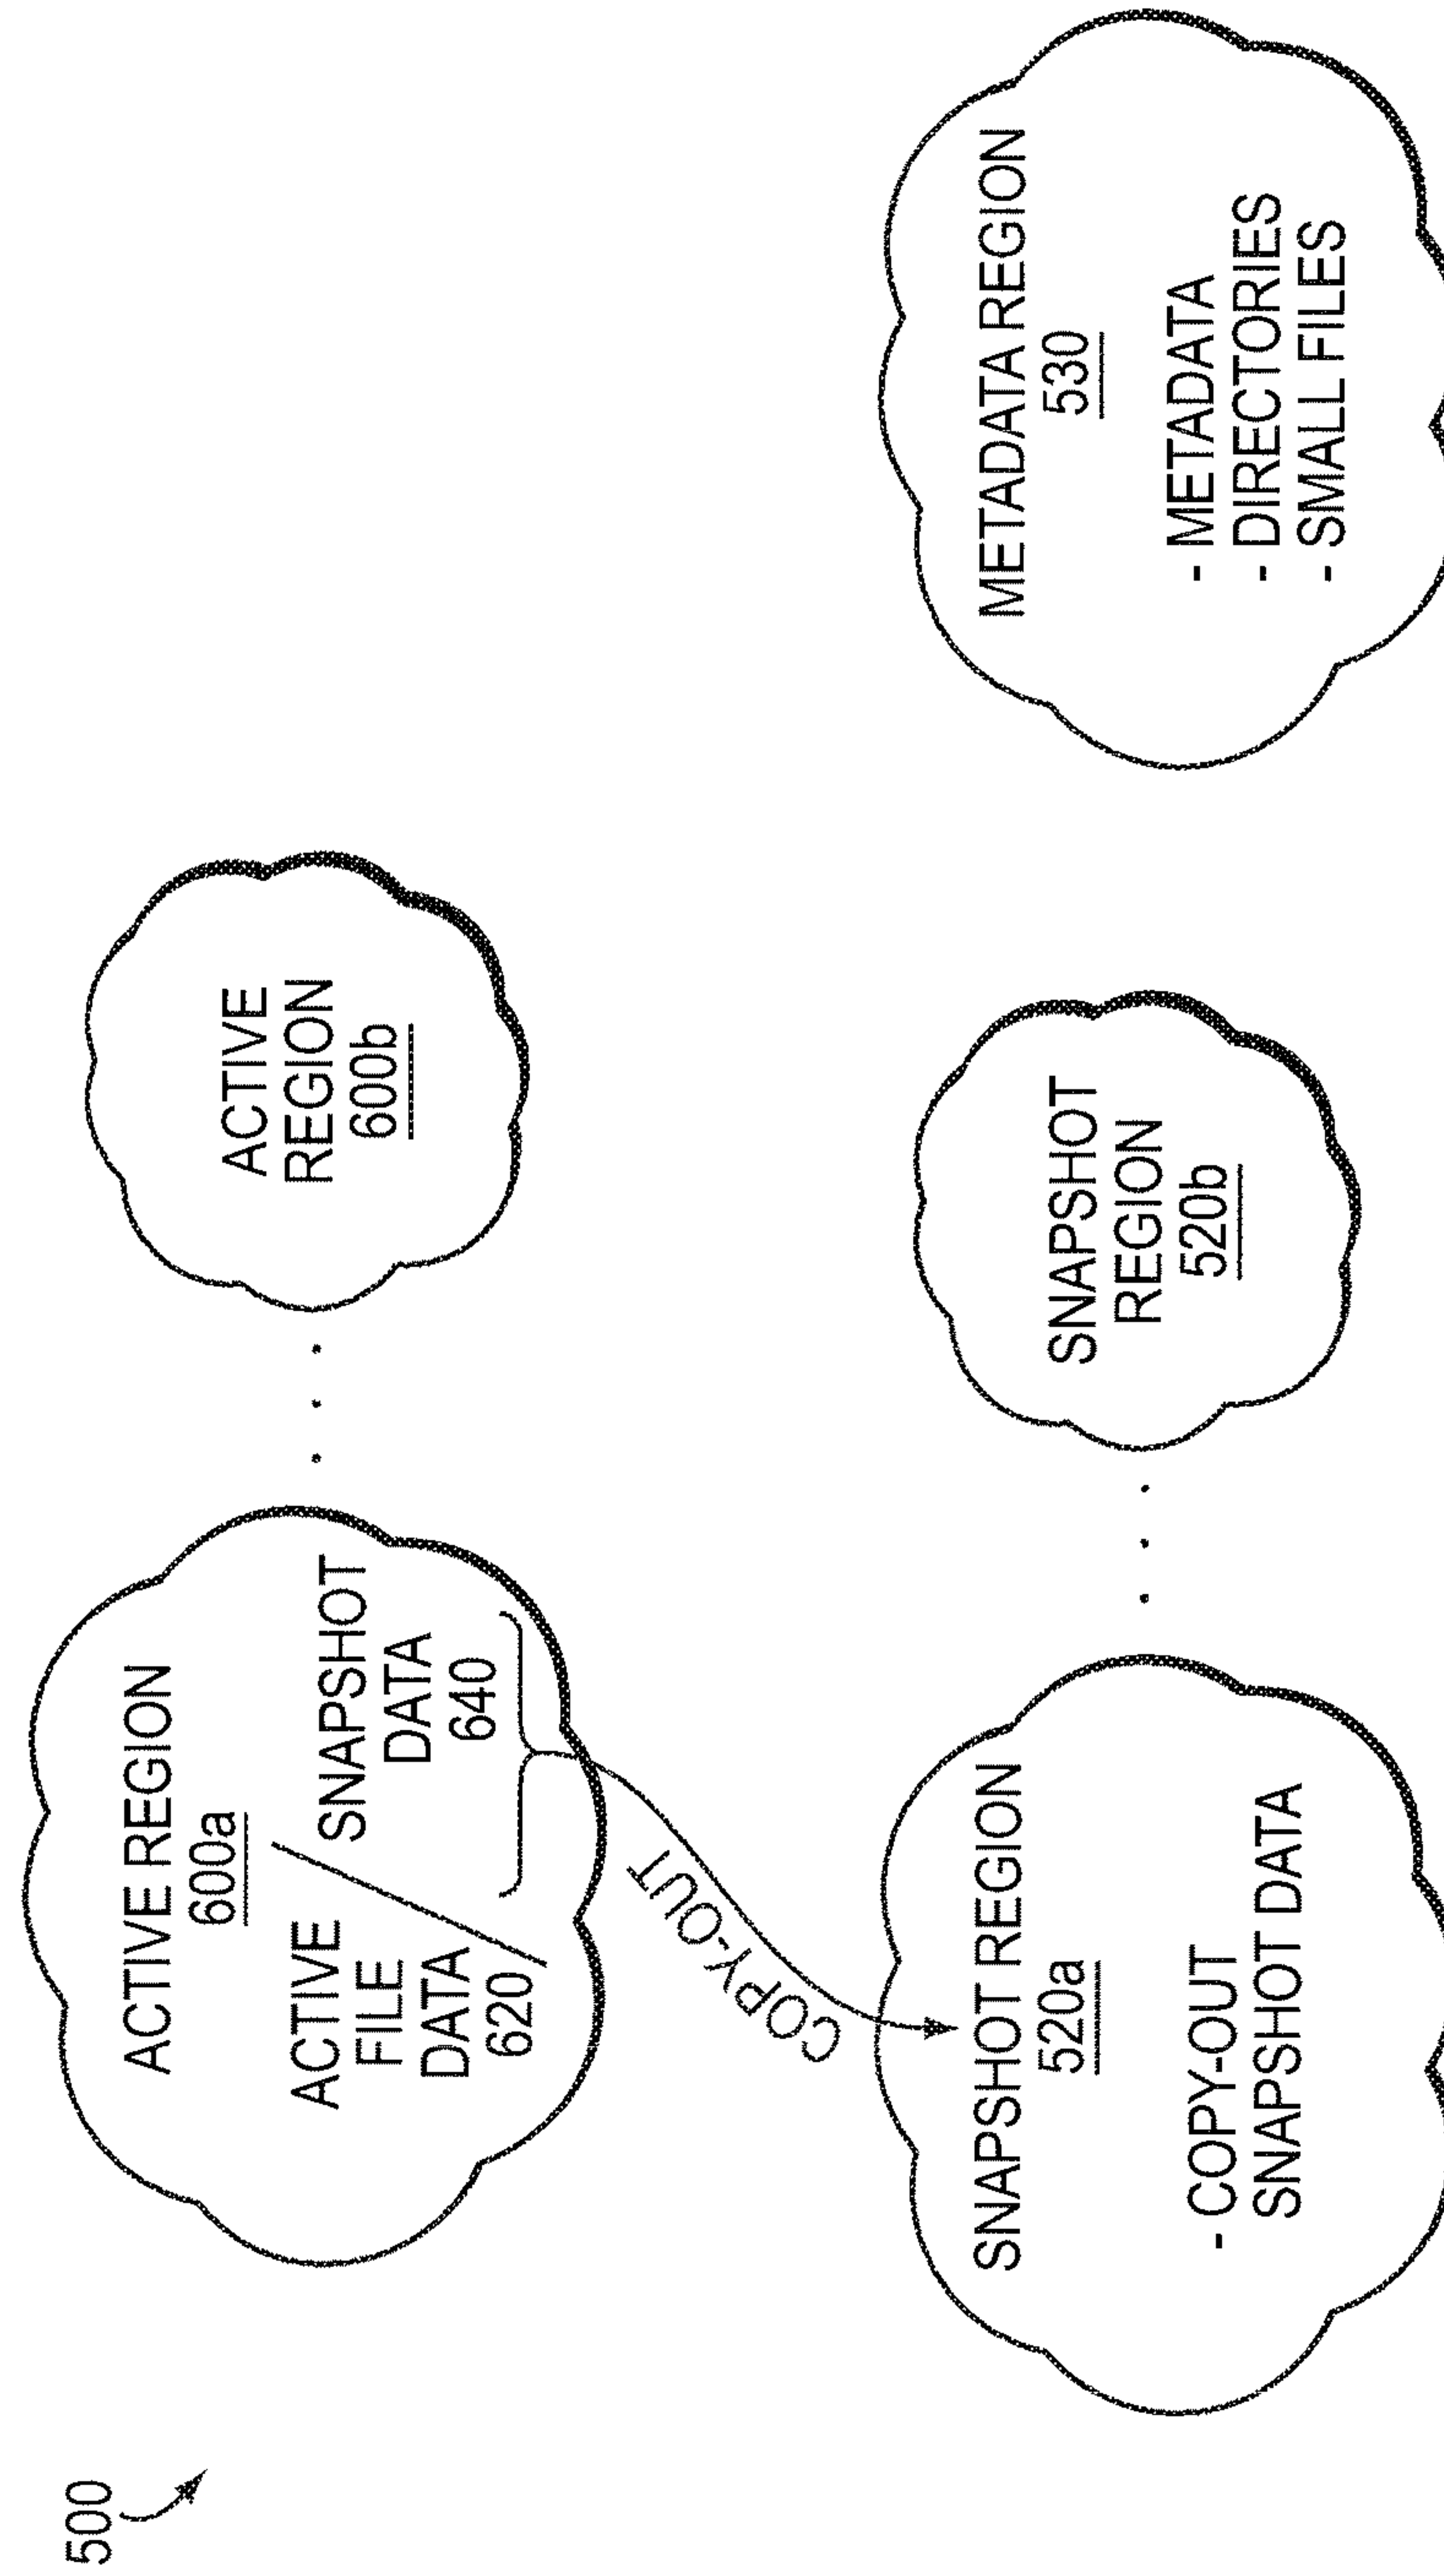 500
ACTIVE REGION
600a
ACTIVE
FILE
DATA
620
SNAPSHOT
DATA
640
ACTIVE
REGION
600b
COPY-OUT
SNAPSHOT REGION
520a
- COPY-OUT
SNAPSHOT DATA
SNAPSHOT
REGION
520b
METADATA REGION
530
- METADATA
- DIRECTORIES
- SMALL FILES